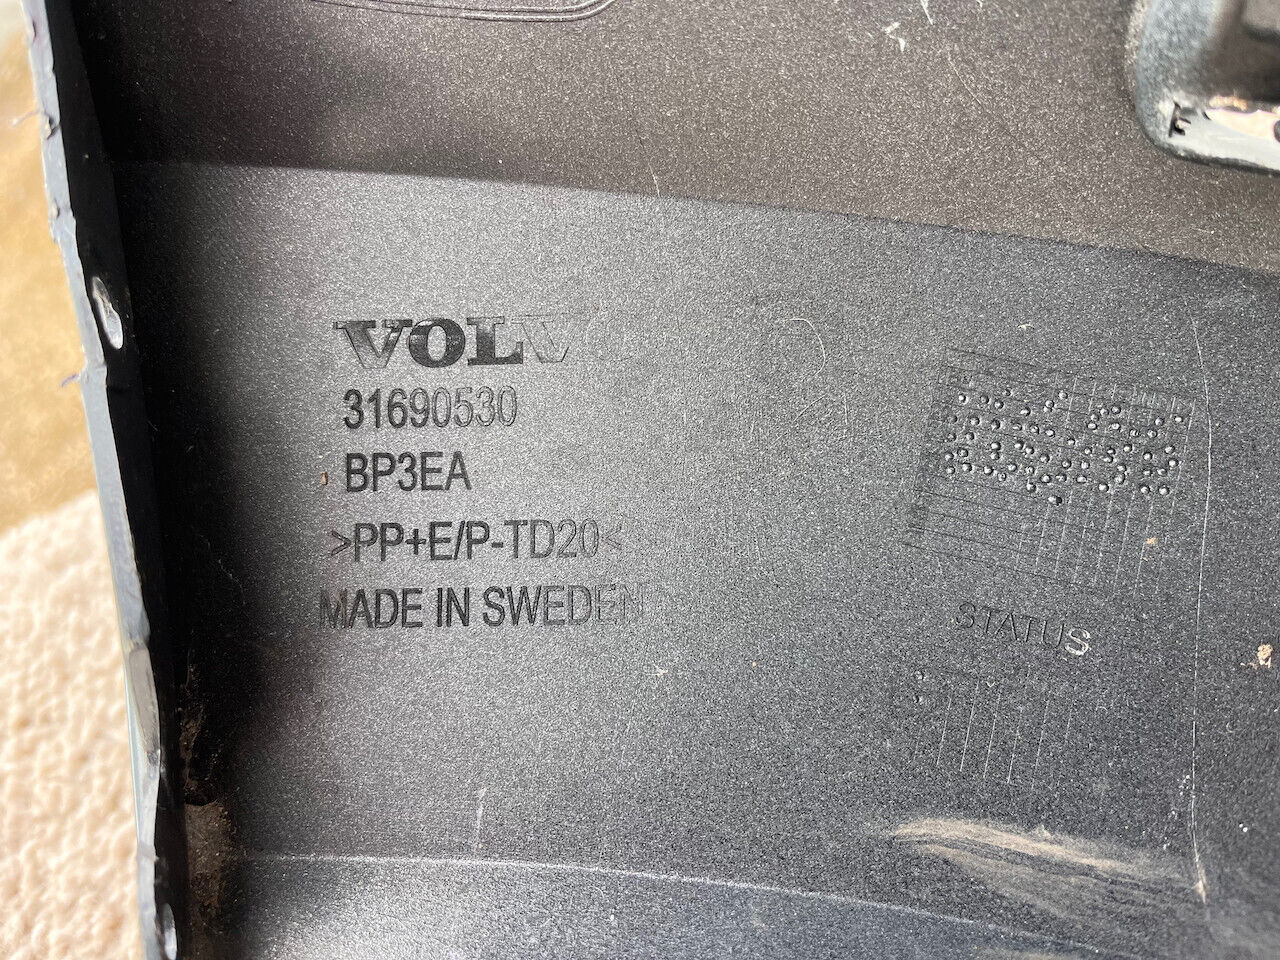 VOLV
31690530
BP3EA
>PP+E/P-TD20<
MADE IN SWEDEN
STATUS